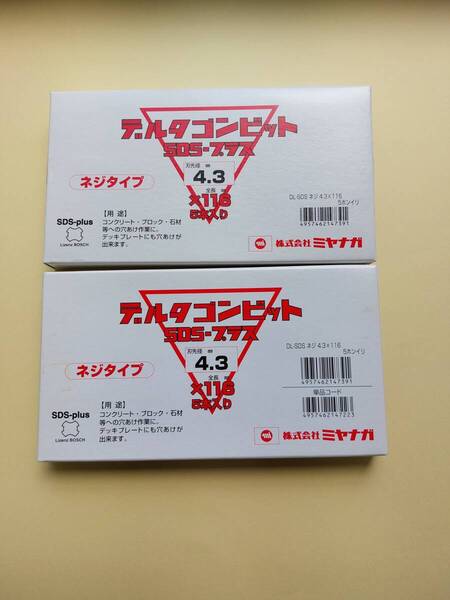 デルタゴンビット
SDS-プラス
ネジタイプ
刃先径 mm
4.3
全長 mm
×116
5本入り
SDS-plus
Lizenz BOSCH
【用 途】
コンクリート・ブロック・石材
等への穴あけ作業に。
デッキプレートにも穴あけが
出来ます。
DL-SDS ネジ 4.3×116
5ホンイリ
4957462147391
株式会社 ミヤナガ
デルタゴンビット
SDS-プラス
ネジタイプ
刃先径 mm
4.3
全長 mm
×116
5本入り
SDS-plus
Lizenz BOSCH
【用 途】
コンクリート・ブロック・石材
等への穴あけ作業に。
デッキプレートにも穴あけが
出来ます。
DL-SDS ネジ 4.3×116
5ホンイリ
4957462147391
単品コード
4957462147223
株式会社 ミヤナガ